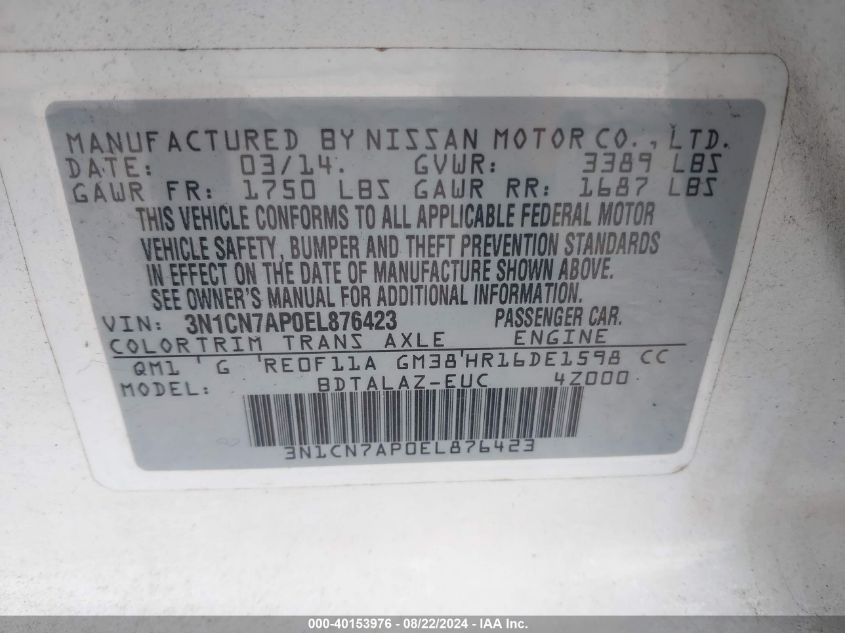 MANUFACTURED BY NISSAN MOTOR CO., LTD.
DATE: 03/14. GVWR: 3389 LBS
GAWR FR: 1750 LBS GAWR RR: 1687 LBS
THIS VEHICLE CONFORMS TO ALL APPLICABLE FEDERAL MOTOR
VEHICLE SAFETY, BUMPER AND THEFT PREVENTION STANDARDS
IN EFFECT ON THE DATE OF MANUFACTURE SHOWN ABOVE.
SEE OWNER'S MANUAL FOR ADDITIONAL INFORMATION.
VIN: 3N1CN7AP0EL876423 PASSENGER CAR.
COLOR TRIM TRANS AXLE ENGINE
QM1 G RE0F11A GM38 HR16DE1598 CC
MODEL: BDTALAZ-EUC 4Z000
3N1CN7AP0EL876423
000-40153976 - 08/22/2024 - IAA Inc.